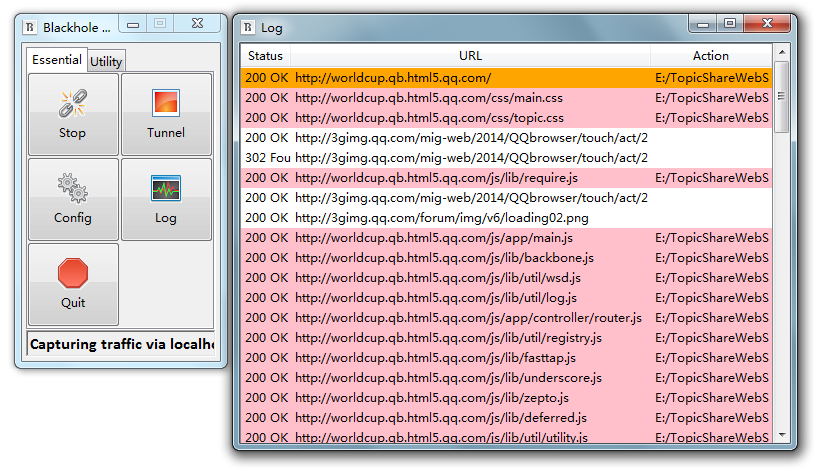 Blackhole ...
Essential
Utility
Stop
Tunnel
Config
Log
Quit
Capturing traffic via localho
Log
Status URL Action
200 OK http://worldcup.qb.html5.qq.com/ E:/TopicShareWebS
200 OK http://worldcup.qb.html5.qq.com/css/main.css E:/TopicShareWebS
200 OK http://worldcup.qb.html5.qq.com/css/topic.css E:/TopicShareWebS
200 OK http://3gimg.qq.com/mig-web/2014/QQbrowser/touch/act/2
302 Fou http://3gimg.qq.com/mig-web/2014/QQbrowser/touch/act/2
200 OK http://worldcup.qb.html5.qq.com/js/lib/require.js E:/TopicShareWebS
200 OK http://3gimg.qq.com/mig-web/2014/QQbrowser/touch/act/2
200 OK http://3gimg.qq.com/forum/img/v6/loading02.png
200 OK http://worldcup.qb.html5.qq.com/js/app/main.js E:/TopicShareWebS
200 OK http://worldcup.qb.html5.qq.com/js/lib/backbone.js E:/TopicShareWebS
200 OK http://worldcup.qb.html5.qq.com/js/lib/util/wsd.js E:/TopicShareWebS
200 OK http://worldcup.qb.html5.qq.com/js/lib/util/log.js E:/TopicShareWebS
200 OK http://worldcup.qb.html5.qq.com/js/app/controller/router.js E:/TopicShareWebS
200 OK http://worldcup.qb.html5.qq.com/js/lib/util/registry.js E:/TopicShareWebS
200 OK http://worldcup.qb.html5.qq.com/js/lib/fasttap.js E:/TopicShareWebS
200 OK http://worldcup.qb.html5.qq.com/js/lib/underscore.js E:/TopicShareWebS
200 OK http://worldcup.qb.html5.qq.com/js/lib/zepto.js E:/TopicShareWebS
200 OK http://worldcup.qb.html5.qq.com/js/lib/deferred.js E:/TopicShareWebS
200 OK http://worldcup.qb.html5.qq.com/js/lib/util/utility.js E:/TopicShareWebS